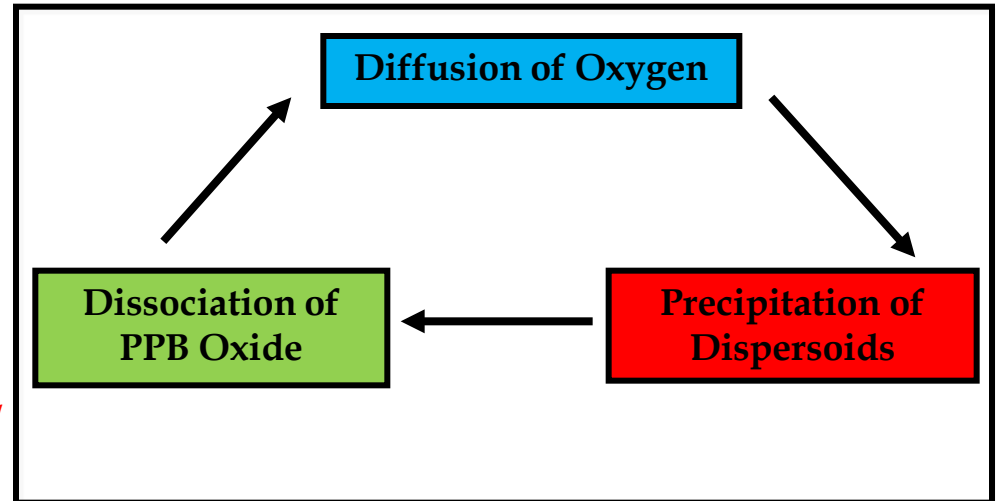 Diffusion of Oxygen
Dissociation of
PPB Oxide
Precipitation of
Dispersoids